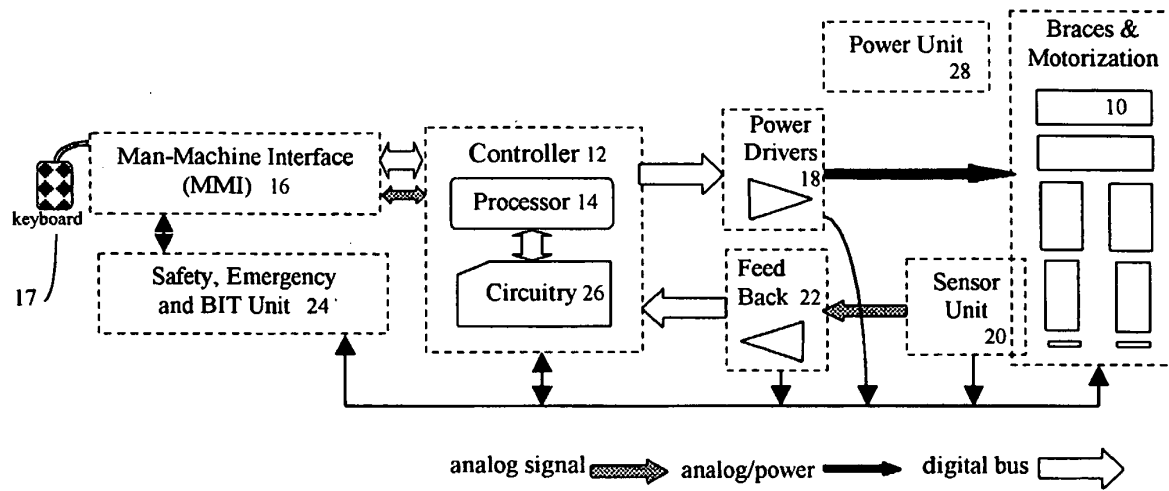 Power Unit
28
Braces &
Motorization
10
Power
Drivers
18
Man-Machine Interface
(MMI) 16
Controller 12
Processor 14
keyboard
Safety, Emergency
and BIT Unit 24
17
Circuitry 26
Feed
Back 22
Sensor
Unit
20
analog signal
analog/power
digital bus